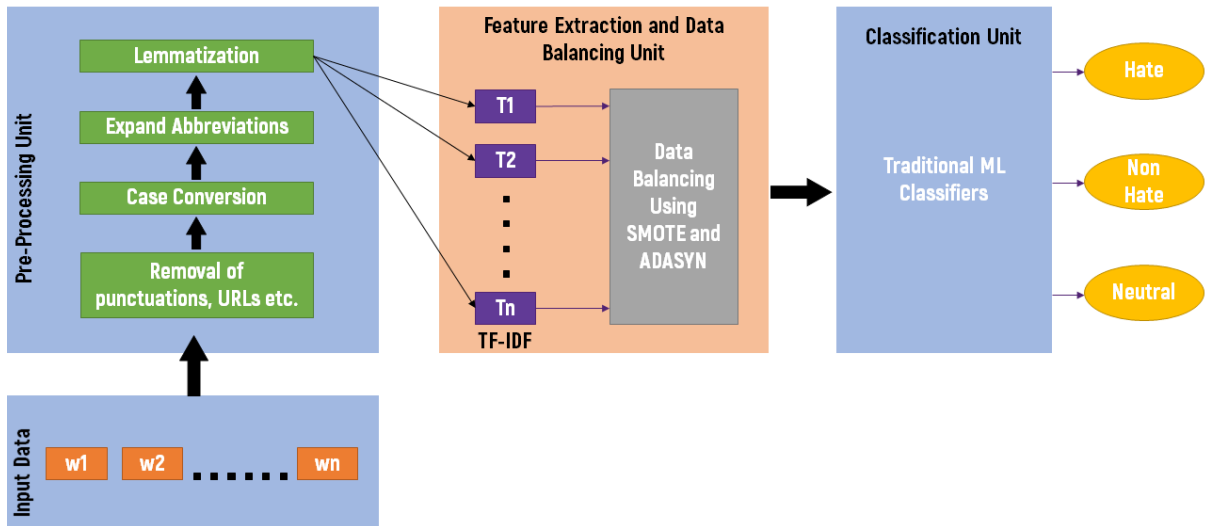 Pre-Processing Unit
Lemmatization
Expand Abbreviations
Case Conversion
Removal of
punctuations, URLs etc.
Input Data
w1
w2
wn
Feature Extraction and Data
Balancing Unit
T1
T2
Tn
TF-IDF
Data
Balancing
Using
SMOTE and
ADASYN
Classification Unit
Traditional ML
Classifiers
Hate
Non
Hate
Neutral